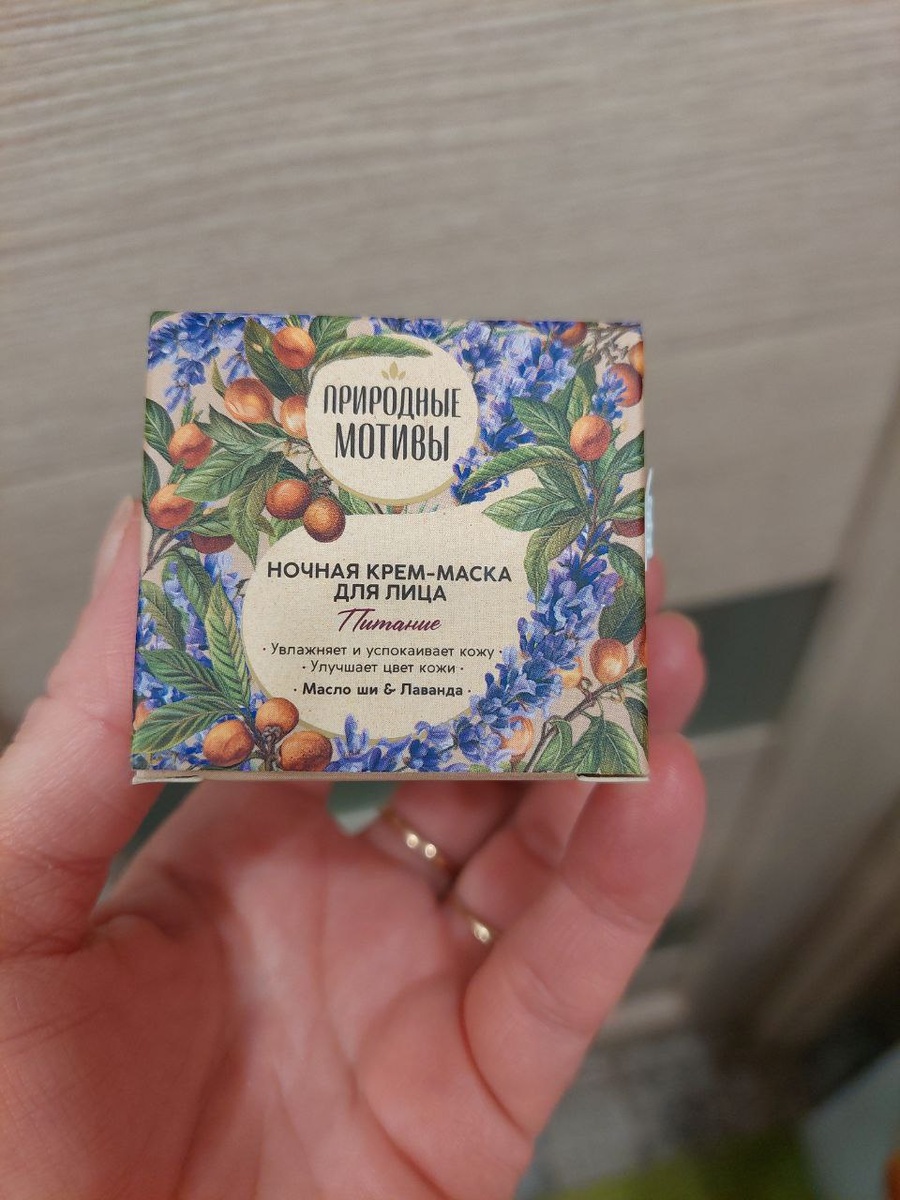 ПРИРОДНЫЕ
МОТИВЫ
НОЧНАЯ КРЕМ-МАСКА
ДЛЯ ЛИЦА
Питание
· Увлажняет и успокаивает кожу ·
· Улучшает цвет кожи ·
· Масло ши & Лаванда ·